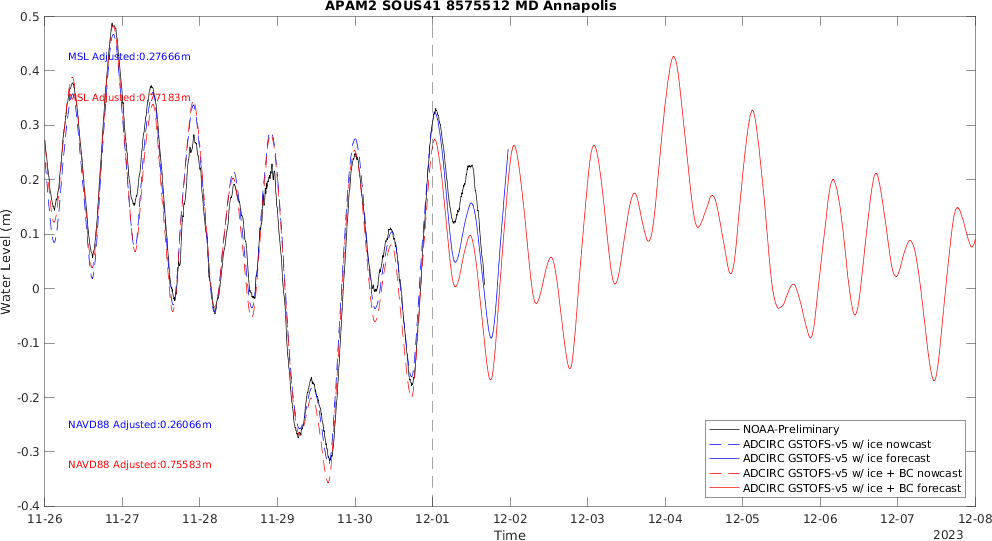 APAM2 SOUS41 8575512 MD Annapolis
0.5
0.4
0.3
0.2
0.1
0
-0.1
-0.2
-0.3
-0.4
Water Level (m)
MSL Adjusted:0.27666m
MSL Adjusted:0.77183m
NAVD88 Adjusted:0.26066m
NAVD88 Adjusted:0.75583m
NOAA-Preliminary
ADCIRC GSTOFS-v5 w/ ice nowcast
ADCIRC GSTOFS-v5 w/ ice forecast
ADCIRC GSTOFS-v5 w/ ice + BC nowcast
ADCIRC GSTOFS-v5 w/ ice + BC forecast
11-26 11-27 11-28 11-29 11-30 12-01 12-02 12-03 12-04 12-05 12-06 12-07 12-08
Time
2023